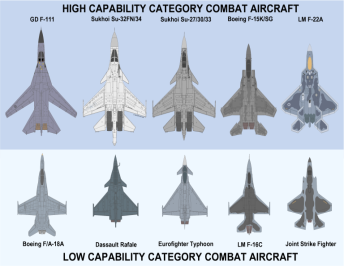 HIGH CAPABILITY CATEGORY COMBAT AIRCRAFT
GD F-111 Sukhoi Su-32FN/34 Sukhoi Su-27/30/33 Boeing F-15K/SG LM F-22A
Boeing F/A-18A Dassault Rafale Eurofighter Typhoon LM F-16C Joint Strike Fighter
LOW CAPABILITY CATEGORY COMBAT AIRCRAFT